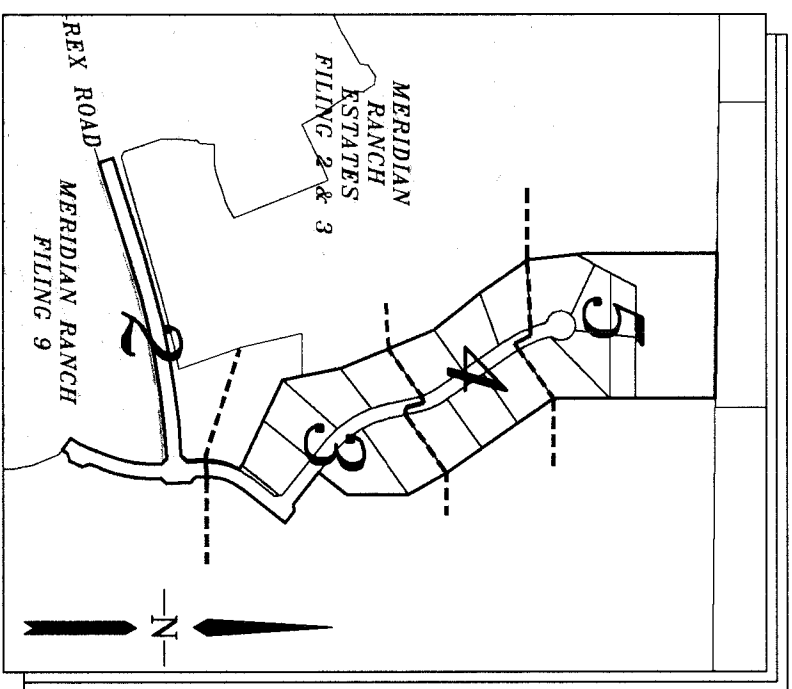 MERIDIAN
RANCH
ESTATES
FILING 2 & 3
REX ROAD
MERIDIAN RANCH
FILING 9
5
4
3
2
N